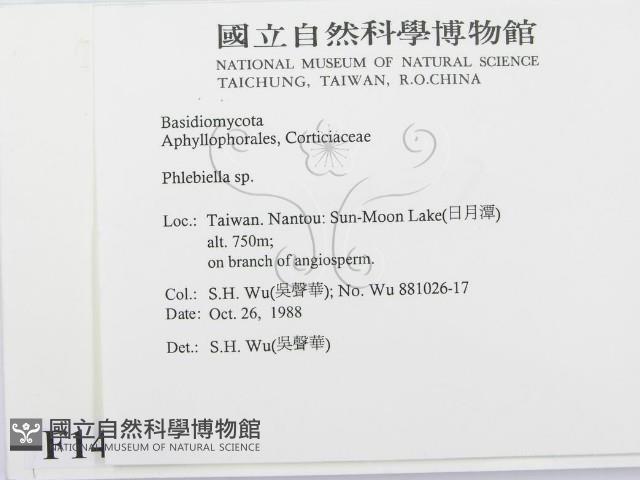 國立自然科學博物館
NATIONAL MUSEUM OF NATURAL SCIENCE
TAICHUNG, TAIWAN, R.O.CHINA
Basidiomycota
Aphyllophorales, Corticiaceae
Phlebiella sp.
Loc.: Taiwan. Nantou: Sun-Moon Lake(日月潭)
alt. 750m;
on branch of angiosperm.
Col.: S.H. Wu(吳聲華); No. Wu 881026-17
Date: Oct. 26, 1988
Det.: S.H. Wu(吳聲華)
國立自然科學博物館
NATIONAL MUSEUM OF NATURAL SCIENCE
F14